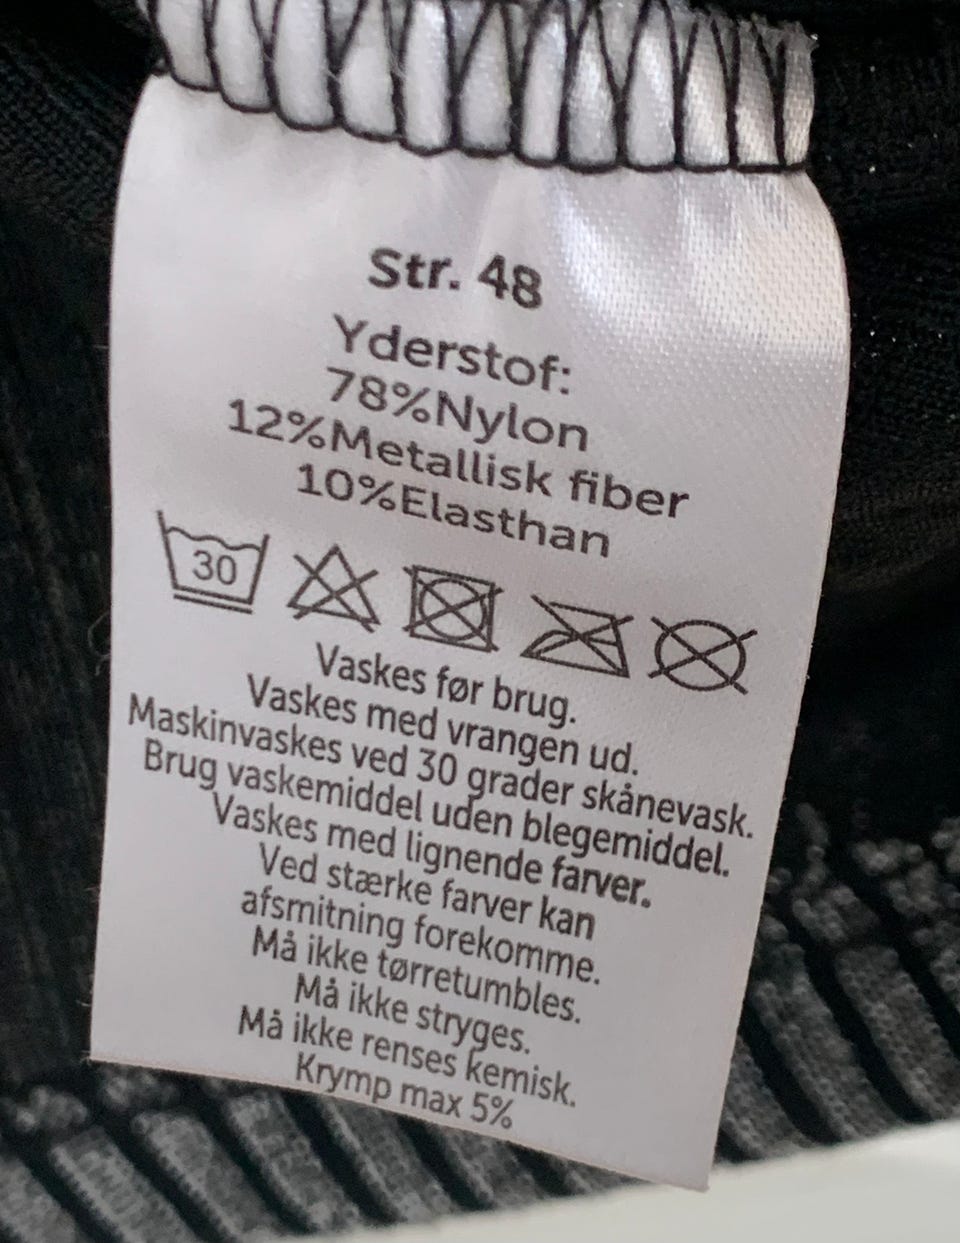 Str. 48
Yderstof:
78%Nylon
12%Metallisk fiber
10%Elasthan
30
Vaskes før brug.
Vaskes med vrangen ud.
Maskinvaskes ved 30 grader skånevask.
Brug vaskemiddel uden blegemiddel.
Vaskes med lignende farver.
Ved stærke farver kan
afsmitning forekomme.
Må ikke tørretumbles.
Må ikke stryges.
Må ikke renses kemisk.
Krymp max 5%